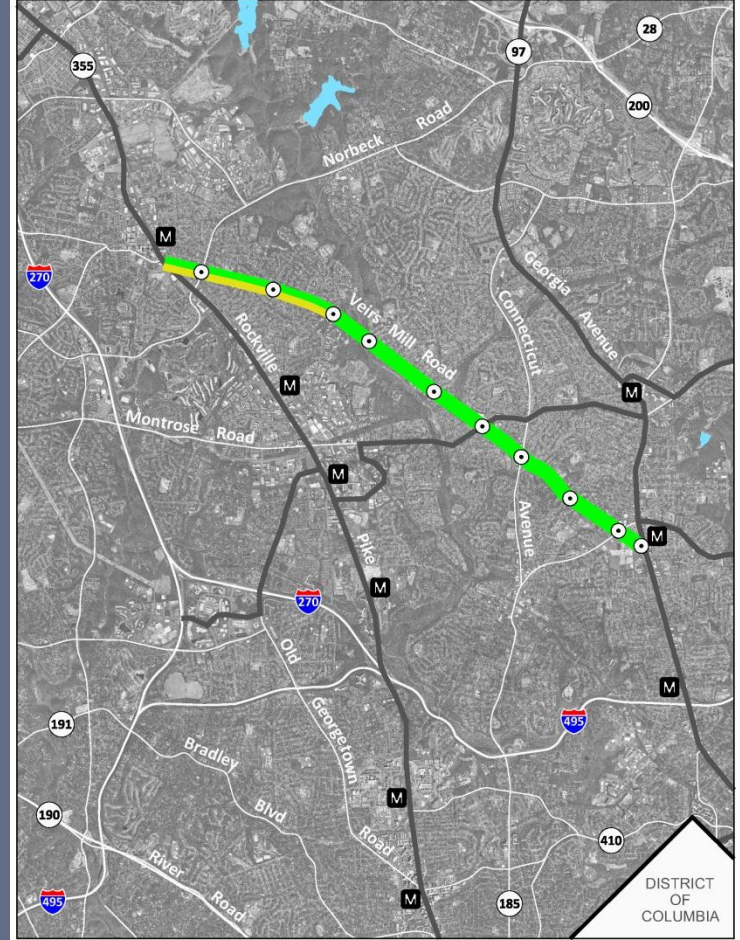 28
97
355
200
Norbeck Road
M
270
Georgia Avenue
Veirs Mill Road
Connecticut Avenue
Rockville Pike
M
M
Montrose Road
M
M
M
270
Old Georgetown Road
M
495
191
Bradley Blvd
M
190
410
River Road
DISTRICT
OF
COLUMBIA
M
495
185